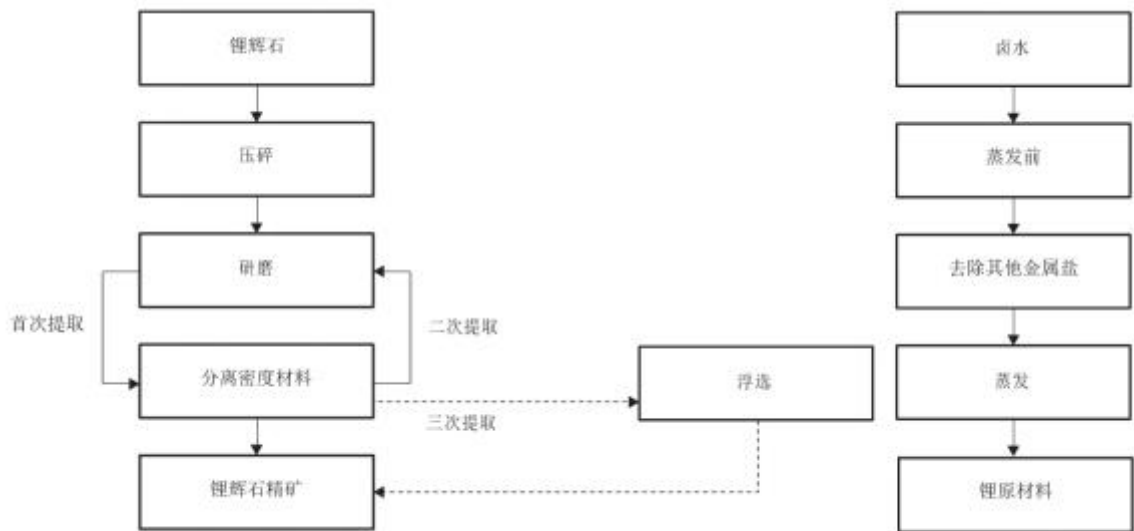 锂辉石
压碎
研磨
首次提取
二次提取
分离密度材料
三次提取
浮选
锂辉石精矿
卤水
蒸发前
去除其他金属盐
蒸发
锂原材料